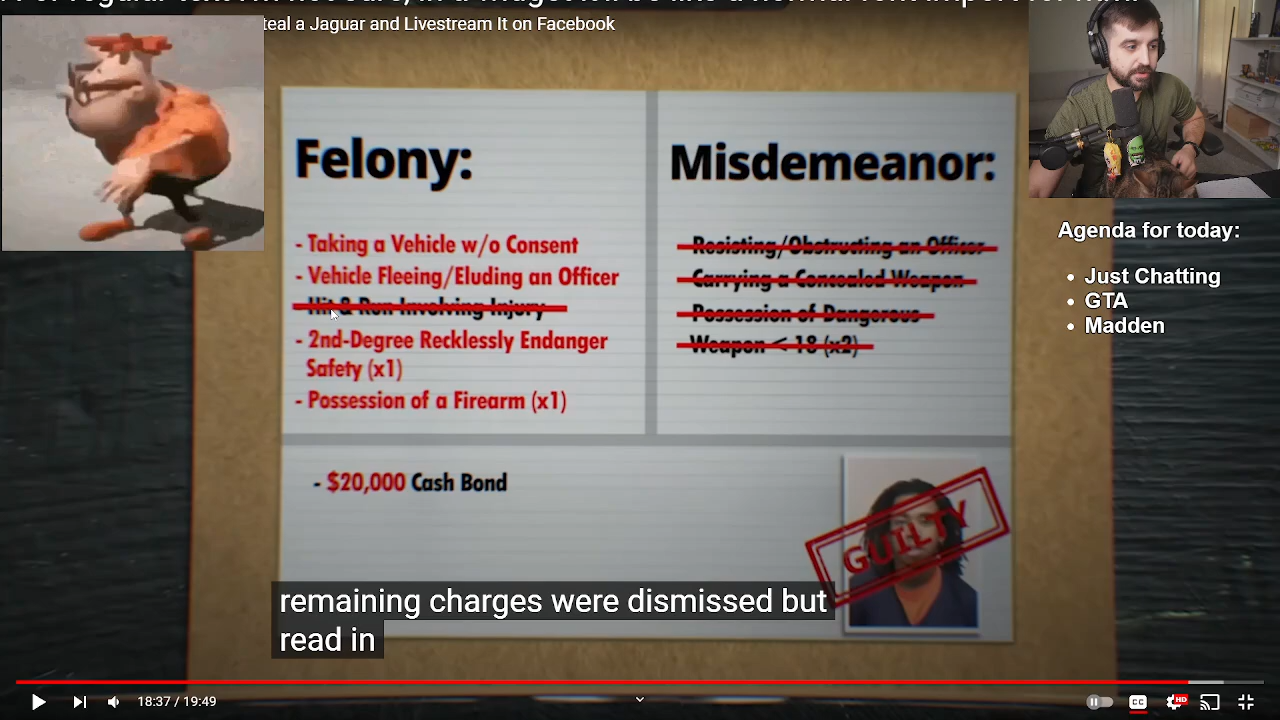 teal a Jaguar and Livestream It on Facebook
Felony:
- Taking a Vehicle w/o Consent
- Vehicle Fleeing/Eluding an Officer
- Hit & Run Involving Injury
- 2nd-Degree Recklessly Endanger
Safety (x1)
- Possession of a Firearm (x1)
Misdemeanor:
- Resisting/Obstructing an Officer
- Carrying a Concealed Weapon
- Possession of Dangerous
Weapon < 18 (x2)
- $20,000 Cash Bond
GUILTY
remaining charges were dismissed but
read in
Agenda for today:
• Just Chatting
• GTA
• Madden
18:37 / 19:49
CC
HD